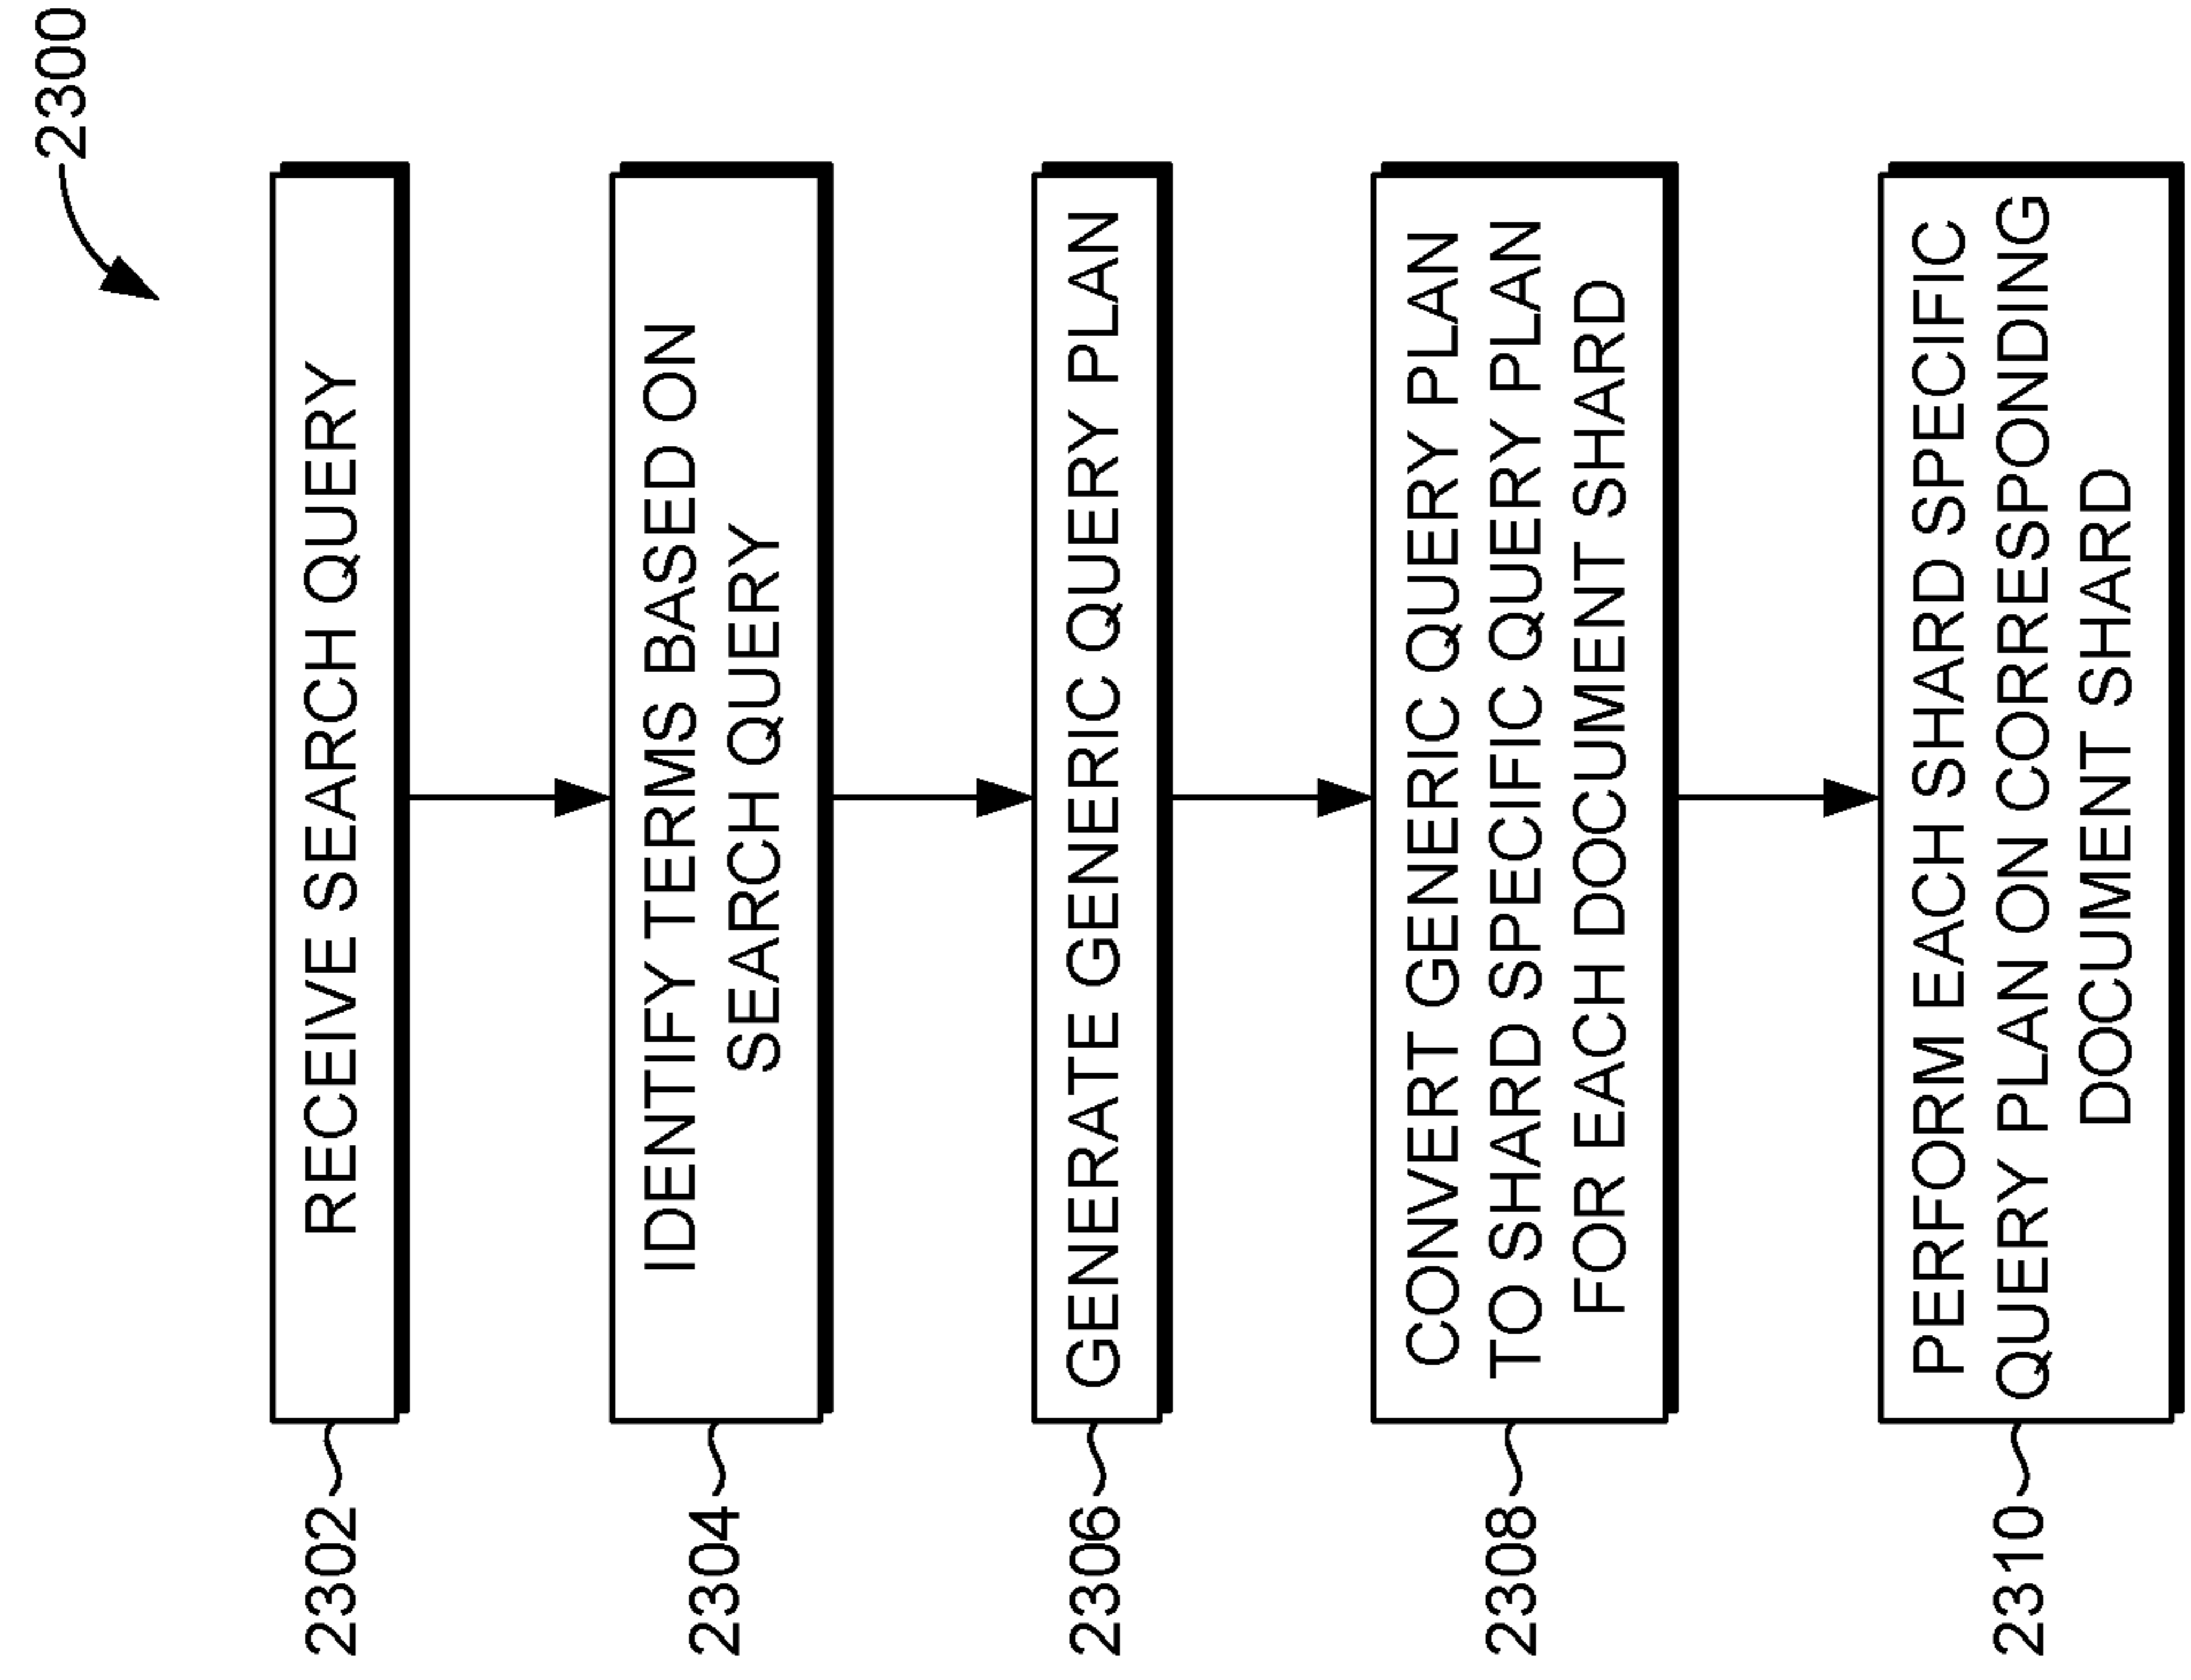 2300
2302
RECEIVE SEARCH QUERY
2304
IDENTIFY TERMS BASED ON
SEARCH QUERY
2306
GENERATE GENERIC QUERY PLAN
2308
CONVERT GENERIC QUERY PLAN
TO SHARD SPECIFIC QUERY PLAN
FOR EACH DOCUMENT SHARD
2310
PERFORM EACH SHARD SPECIFIC
QUERY PLAN ON CORRESPONDING
DOCUMENT SHARD